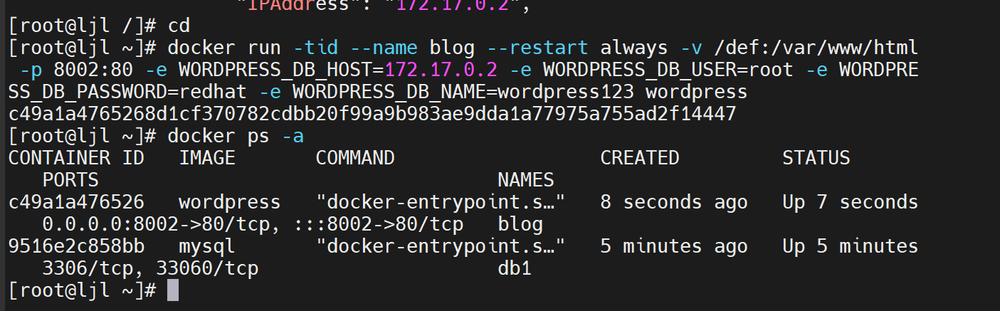 "IPAddress": "172.17.0.2",
[root@ljl /]# cd
[root@ljl ~]# docker run -tid --name blog --restart always -v /def:/var/www/html
-p 8002:80 -e WORDPRESS_DB_HOST=172.17.0.2 -e WORDPRESS_DB_USER=root -e WORDPRE
SS_DB_PASSWORD=redhat -e WORDPRESS_DB_NAME=wordpress123 wordpress
c49a1a4765268d1cf370782cdbb20f99a9b983ae9dda1a77975a755ad2f14447
[root@ljl ~]# docker ps -a
CONTAINER ID   IMAGE       COMMAND                  CREATED         STATUS
   PORTS                                   NAMES
c49a1a476526   wordpress   "docker-entrypoint.s…"   8 seconds ago   Up 7 seconds
   0.0.0.0:8002->80/tcp, :::8002->80/tcp   blog
9516e2c858bb   mysql       "docker-entrypoint.s…"   5 minutes ago   Up 5 minutes
   3306/tcp, 33060/tcp                     db1
[root@ljl ~]#